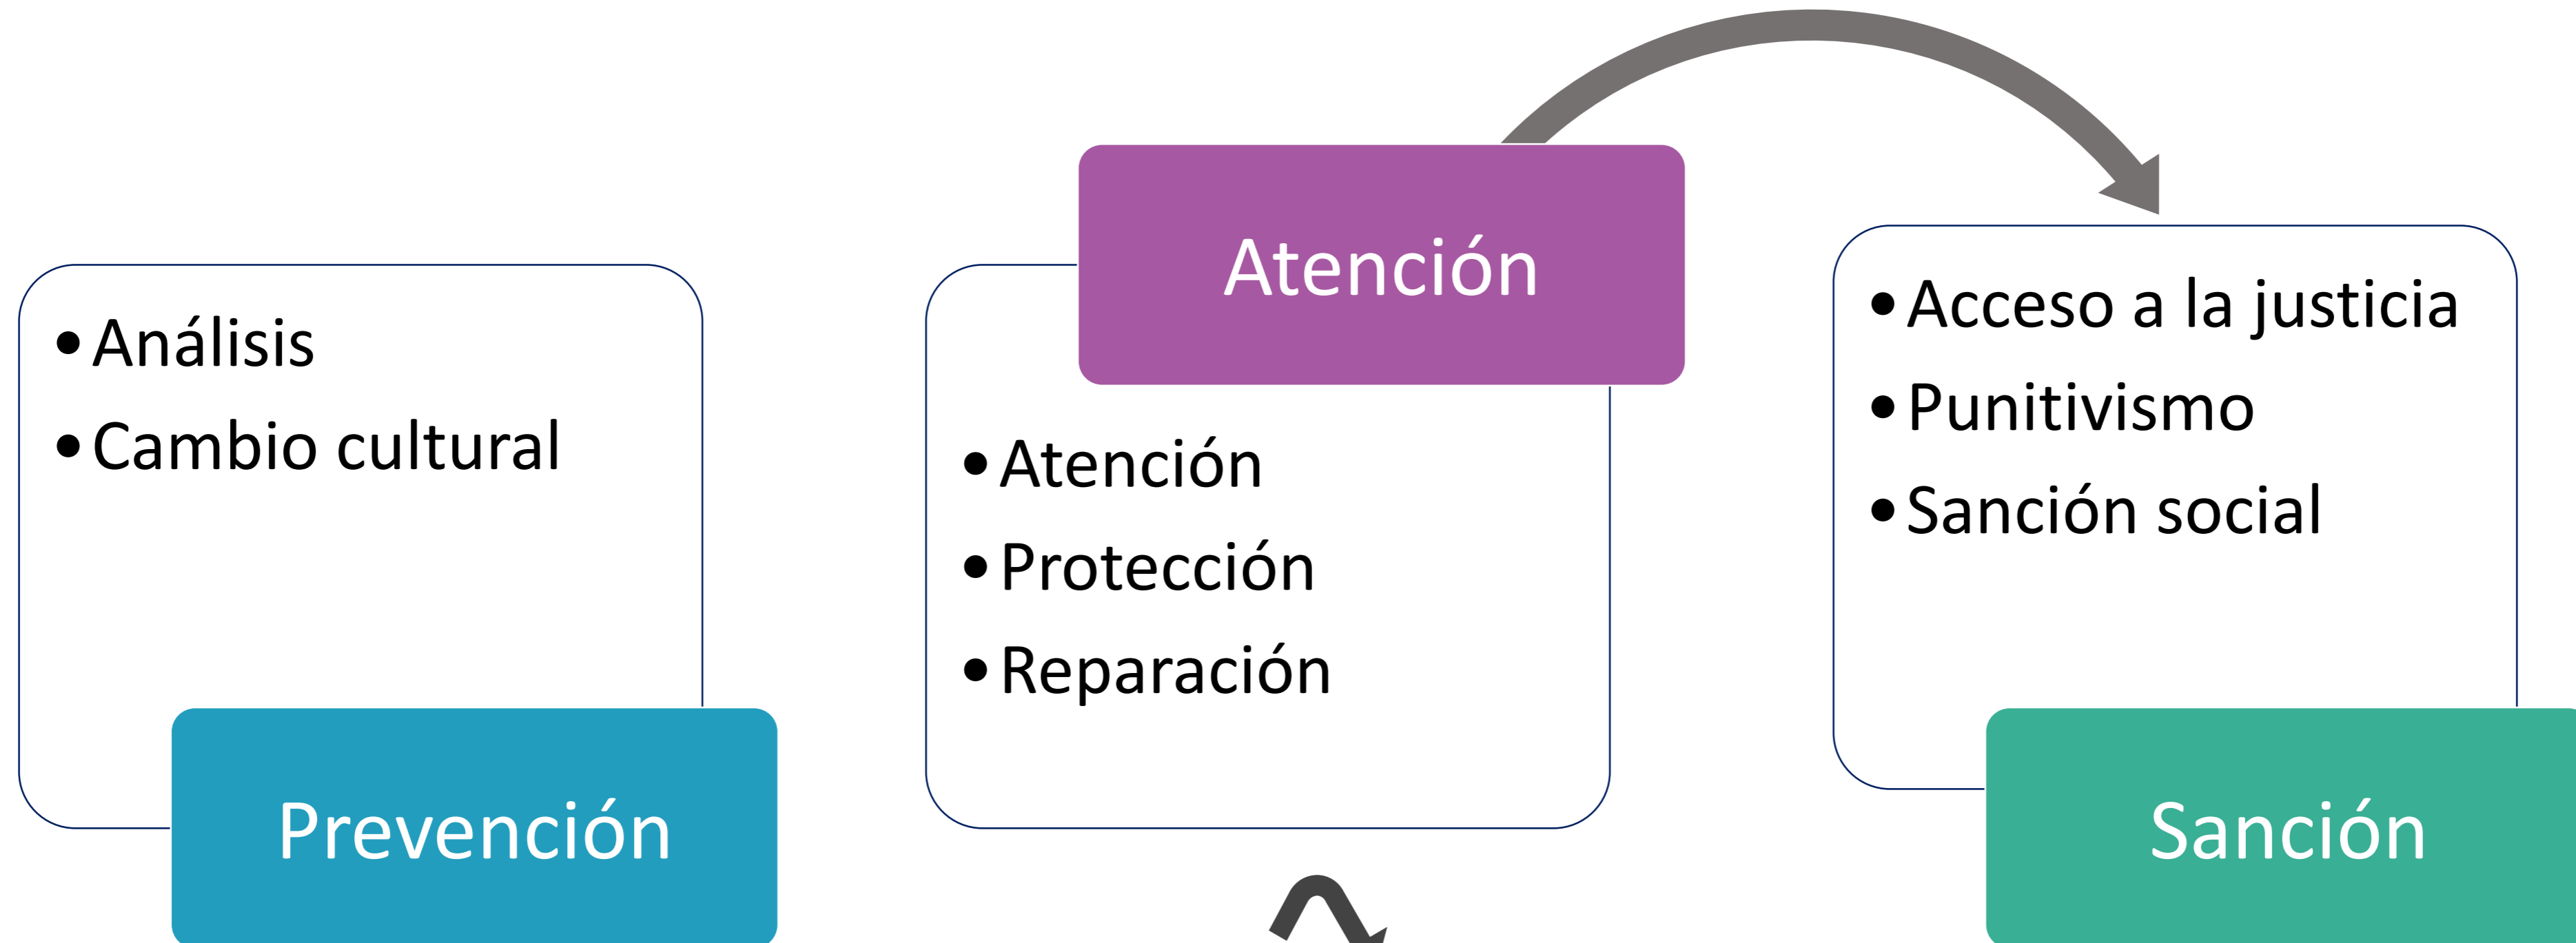 •Análisis
•Cambio cultural
Prevención
Atención
•Atención
•Protección
•Reparación
•Acceso a la justicia
•Punitivismo
•Sanción social
Sanción